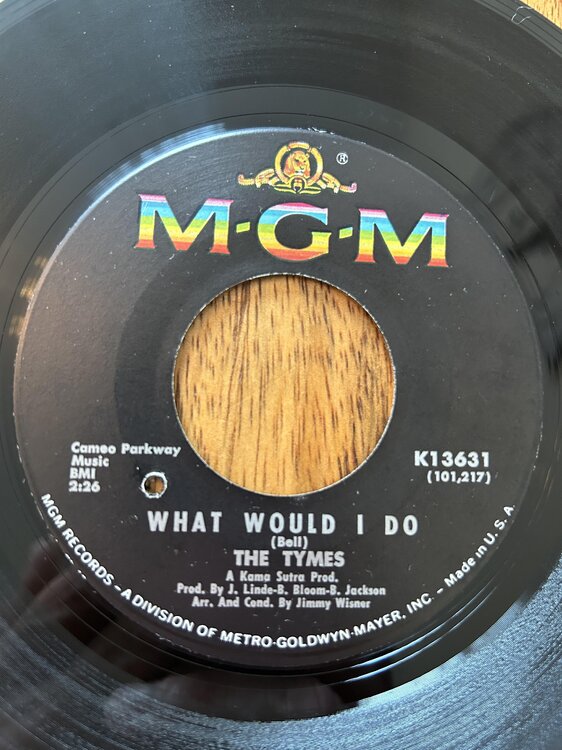 ®
M·G·M
Cameo Parkway
Music
BMI
2:26
K13631
(101,217)
WHAT WOULD I DO
(Bell)
THE TYMES
A Kama Sutra Prod.
Prod. By J. Linde-B. Bloom-B. Jackson
Arr. And Cond. By Jimmy Wisner
MGM RECORDS - A DIVISION OF METRO-GOLDWYN-MAYER, INC. - Made in U. S. A.